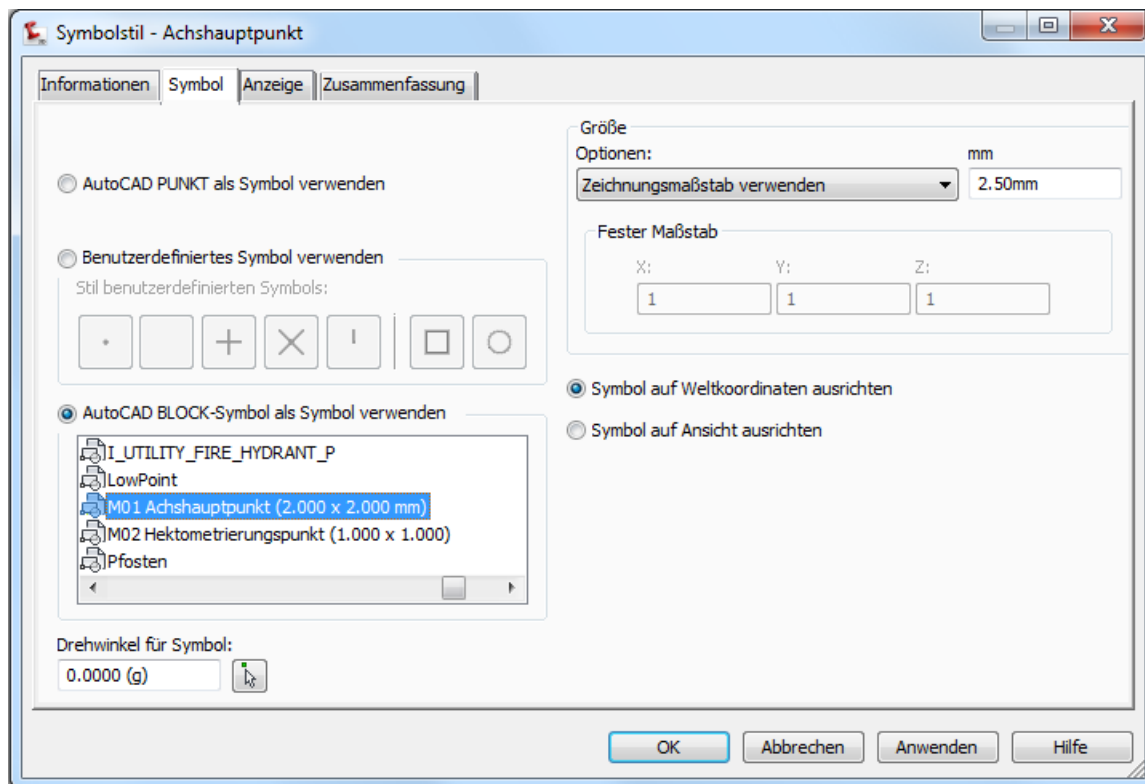 Symbolstil - Achshauptpunkt
Informationen Symbol Anzeige Zusammenfassung
AutoCAD PUNKT als Symbol verwenden
Benutzerdefiniertes Symbol verwenden
Stil benutzerdefinierten Symbols:
AutoCAD BLOCK-Symbol als Symbol verwenden
I_UTILITY_FIRE_HYDRANT_P
LowPoint
M01 Achshauptpunkt (2.000 x 2.000 mm)
M02 Hektometrierungspunkt (1.000 x 1.000)
Pfosten
Drehwinkel für Symbol:
0.0000 (g)
Größe
Optionen: mm
Zeichnungsmaßstab verwenden 2.50mm
Fester Maßstab
X: Y: Z:
1 1 1
Symbol auf Weltkoordinaten ausrichten
Symbol auf Ansicht ausrichten
OK Abbrechen Anwenden Hilfe